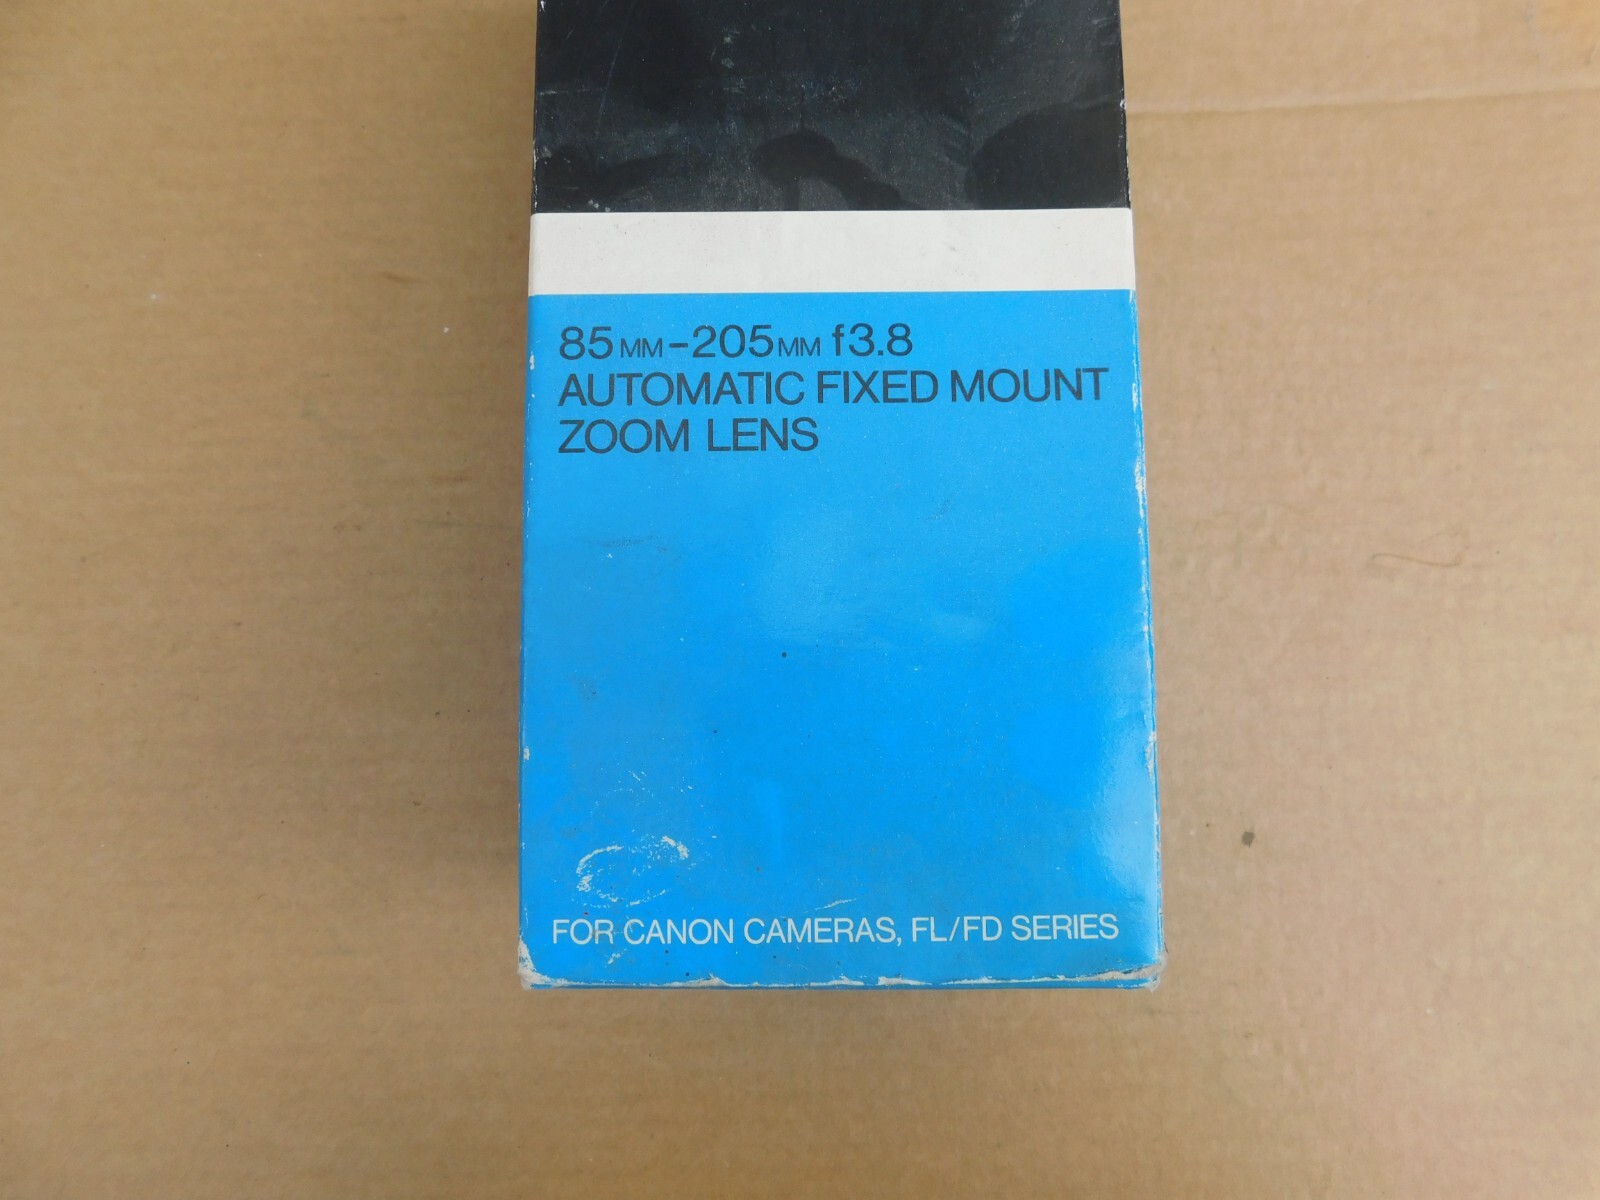 85MM-205MM f3.8
AUTOMATIC FIXED MOUNT
ZOOM LENS
FOR CANON CAMERAS, FL/FD SERIES